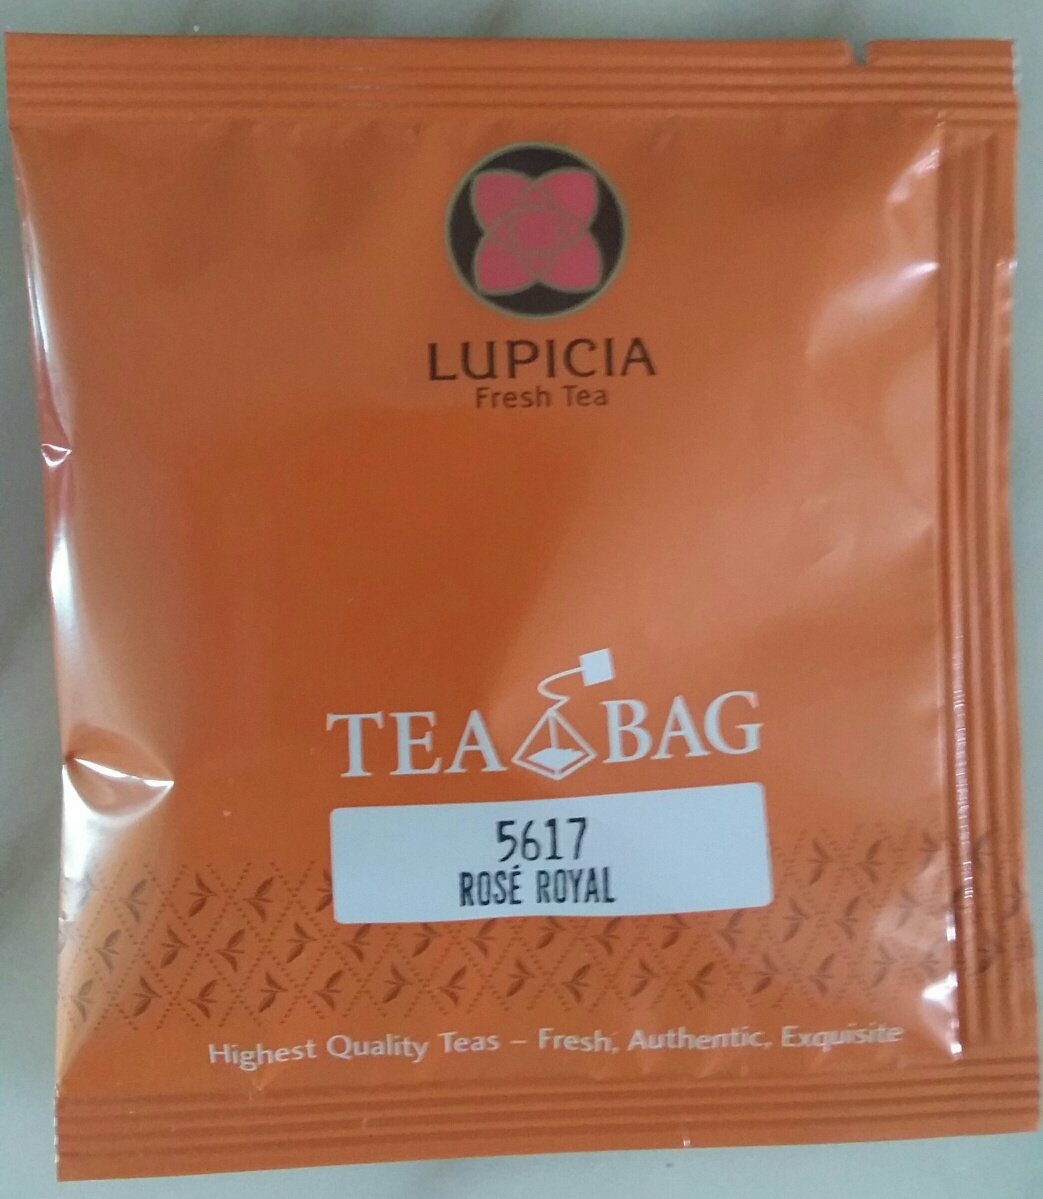 LUPICIA
Fresh Tea
TEA BAG
5617
ROSÉ ROYAL
Highest Quality Teas – Fresh, Authentic, Exquisite